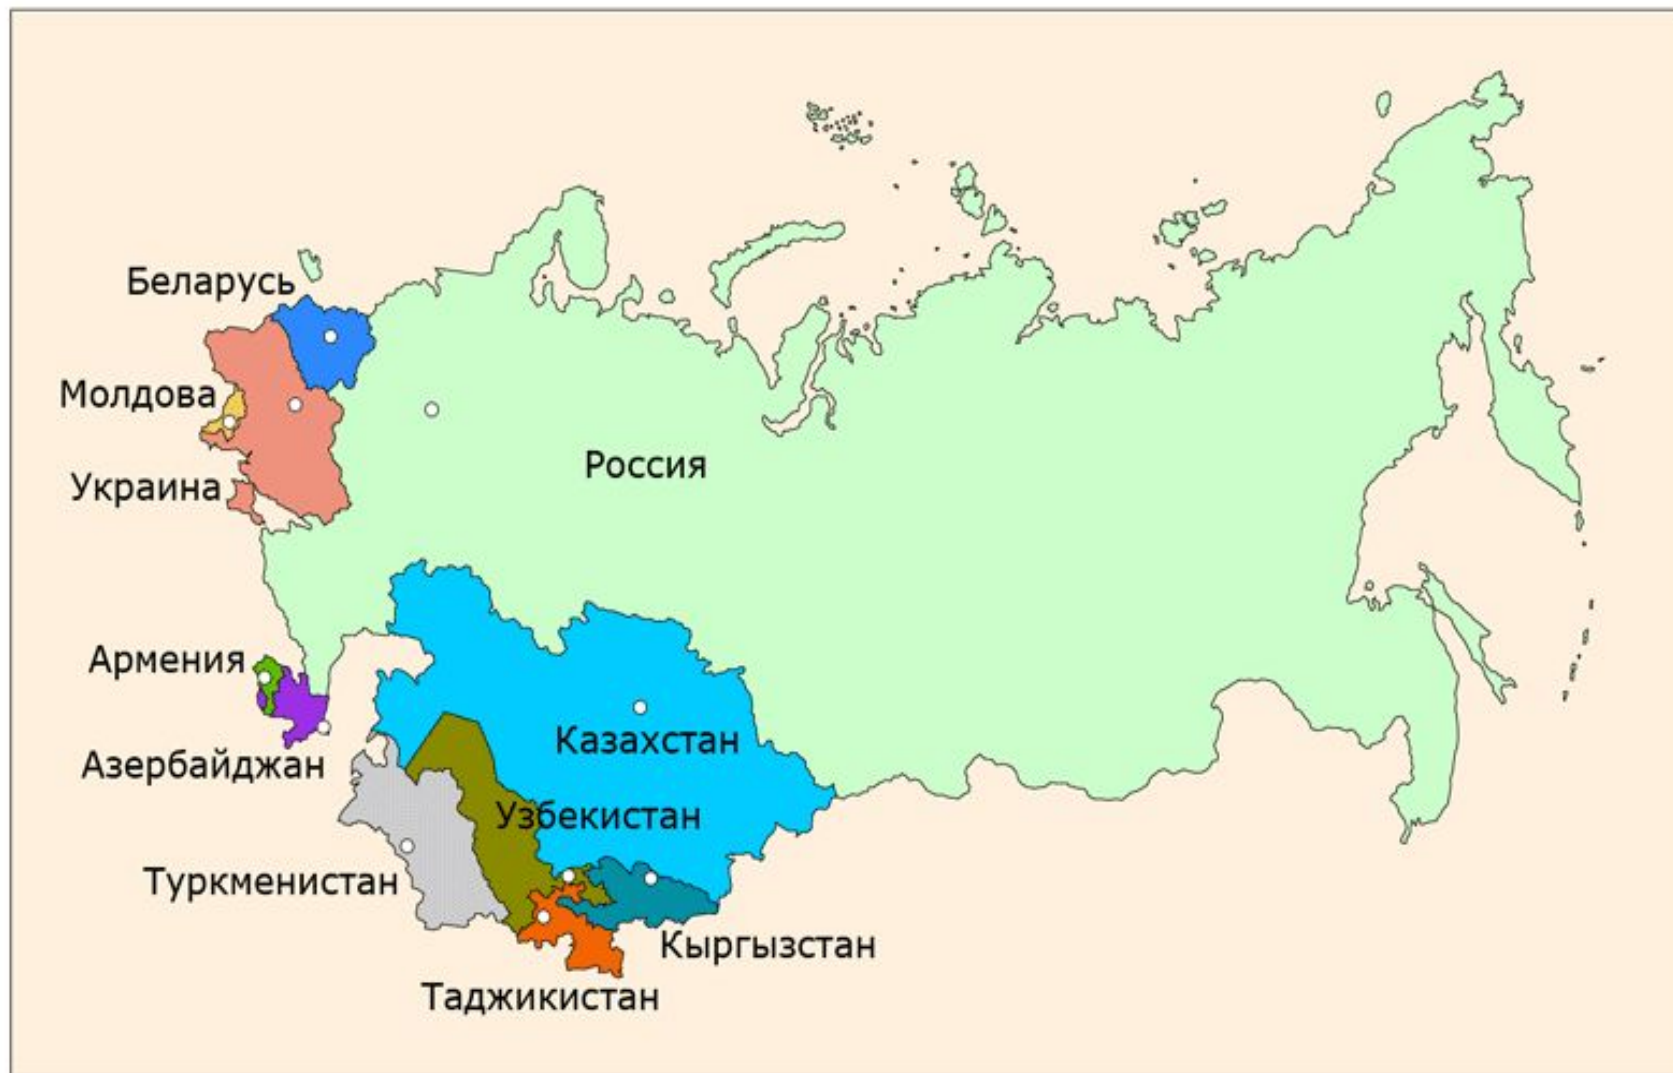 Беларусь
Молдова
Россия
Украина
Армения
Казахстан
Азербайджан
Узбекистан
Туркменистан
Кыргызстан
Таджикистан